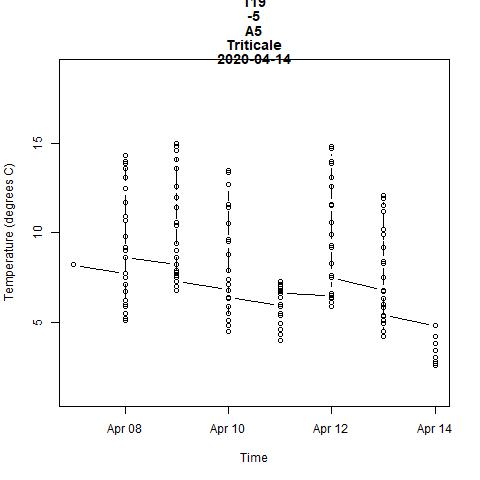 T19
-5
A5
Triticale
2020-04-14
Temperature (degrees C)
15
10
5
Apr 08
Apr 10
Apr 12
Apr 14
Time